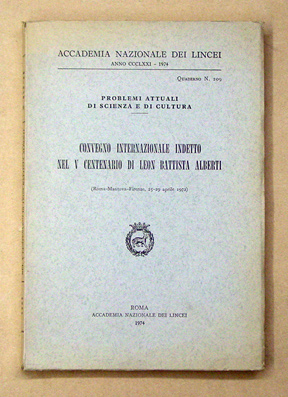 ACCADEMIA NAZIONALE DEI LINCEI
ANNO CCCLXXI - 1974
QUADERNO N. 209
PROBLEMI ATTUALI
DI SCIENZA E DI CULTURA
CONVEGNO INTERNAZIONALE INDETTO
NEL V CENTENARIO DI LEON BATTISTA ALBERTI
(Roma-Mantova-Firenze, 25-29 aprile 1972)
ROMA
ACCADEMIA NAZIONALE DEI LINCEI
1974